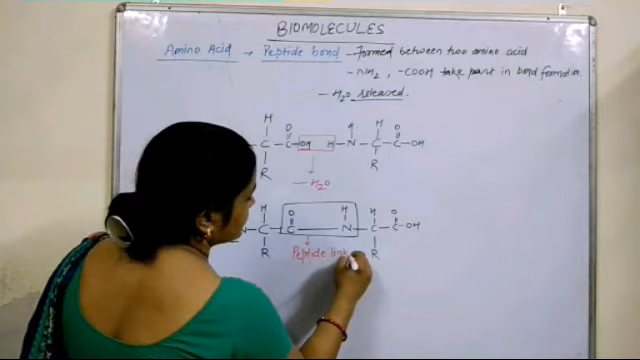 BIOMOLECULES
Amino Acid → Peptide bond - Formed between two amino acid
- NH2, -COOH take part in bond formation.
- H2O released.
H O H H O
- C - C - OH H - N - C - C - OH
R R
- H2O
H O H H O
N - C - C - N - C - C - OH
R R
Peptide link